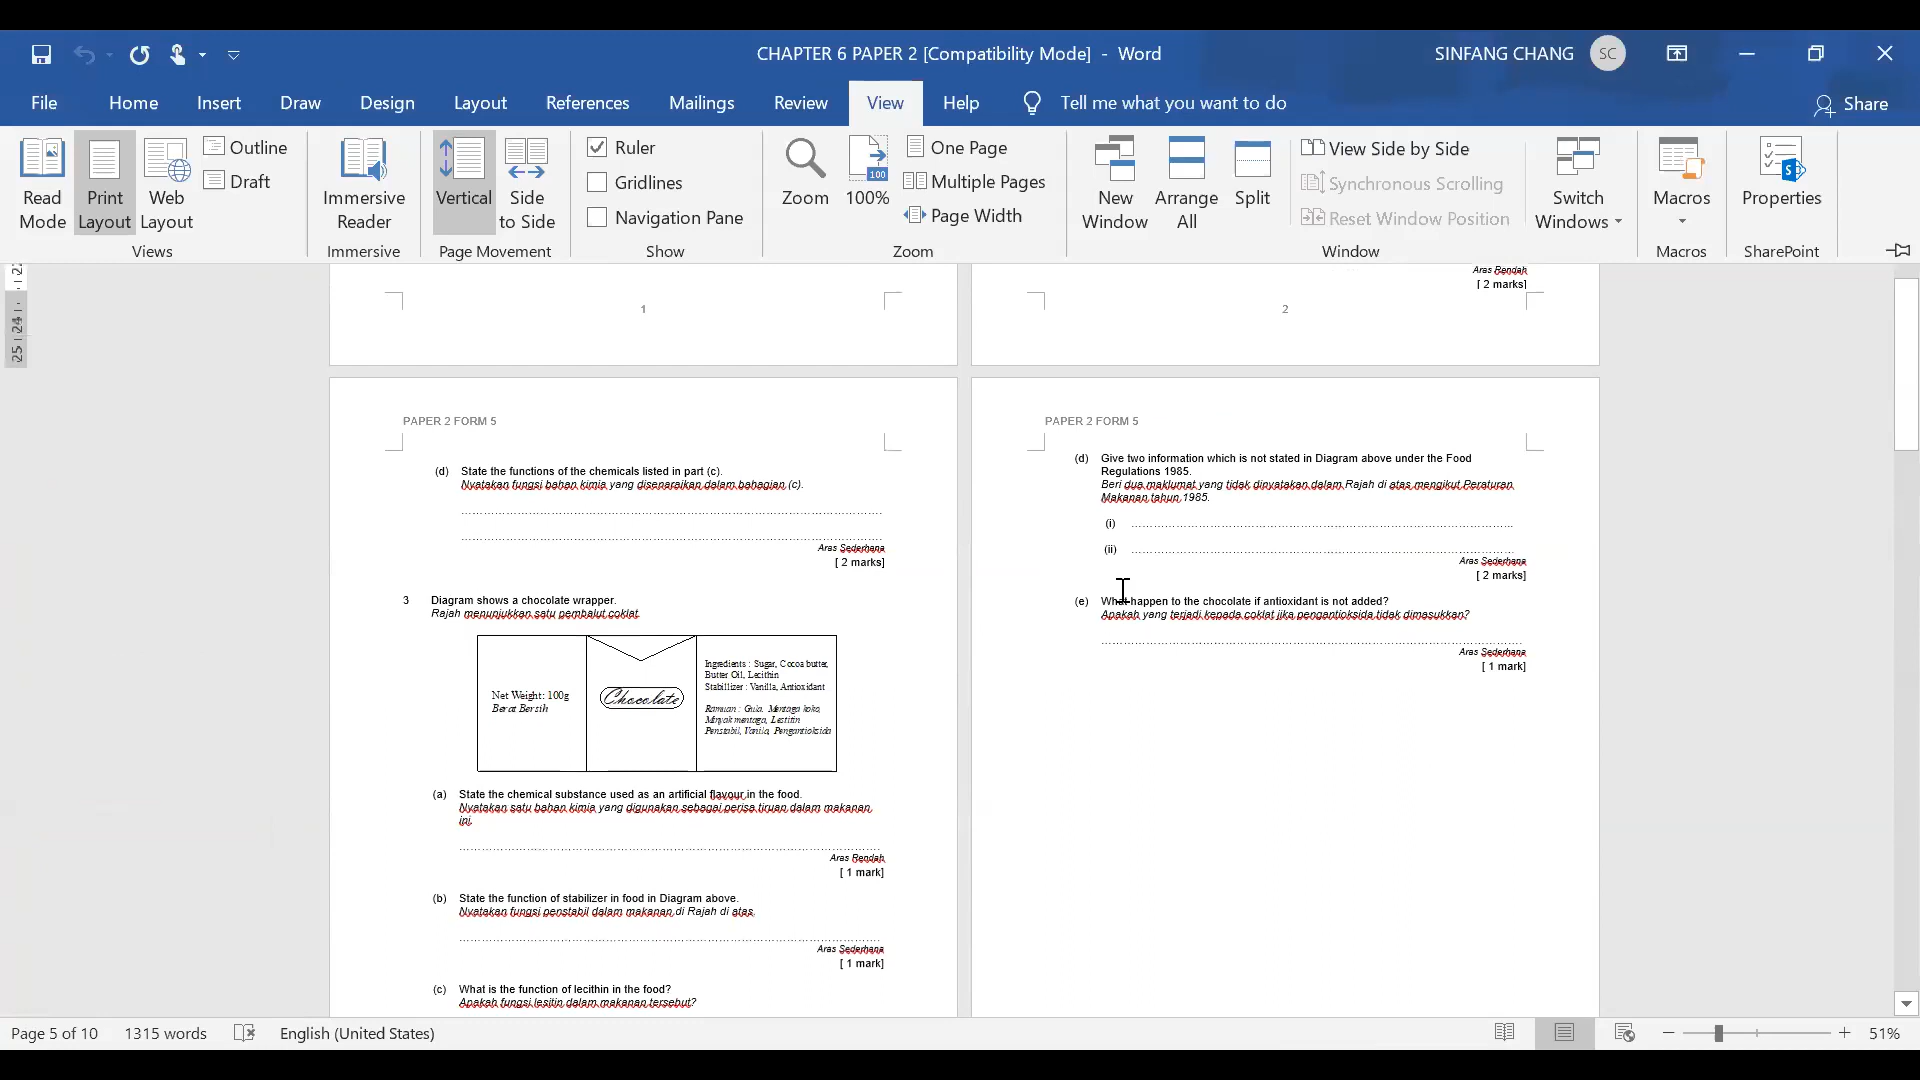 CHAPTER 6 PAPER 2 [Compatibility Mode] - Word
SINFANG CHANG
SC
File
Home
Insert
Draw
Design
Layout
References
Mailings
Review
View
Help
Tell me what you want to do
Share
Read Mode
Print Layout
Web Layout
Outline
Draft
Views
Immersive Reader
Immersive
Vertical
Side to Side
Page Movement
Ruler
Gridlines
Navigation Pane
Show
Zoom
100
100%
One Page
Multiple Pages
Page Width
Zoom
New Window
Arrange All
Split
View Side by Side
Synchronous Scrolling
Reset Window Position
Window
Switch Windows
Macros
Macros
Properties
SharePoint
25 24
1
Aras Rendah
[ 2 marks]
2
PAPER 2 FORM 5
(d) State the functions of the chemicals listed in part (c).
Nyatakan fungsi bahan kimia yang disenaraikan dalam bahagian (c).
Aras Sederhana
[ 2 marks]
3 Diagram shows a chocolate wrapper.
Rajah menunjukkan satu pembalut coklat.
Net Weight: 100g
Berat Bersih
Chocolate
Ingredients : Sugar, Cocoa butter,
Butter Oil, Lecithin
Stabillizer : Vanilla, Antioxidant
Ramuan : Gula, Mentaga koko,
Minyak mentaga, Lestitin
Penstabil, Vanila, Pengantioksida
(a) State the chemical substance used as an artificial flavour in the food.
Nyatakan satu bahan kimia yang digunakan sebagai perisa tiruan dalam makanan
ini.
Aras Rendah
[ 1 mark]
(b) State the function of stabilizer in food in Diagram above.
Nyatakan fungsi penstabil dalam makanan di Rajah di atas.
Aras Sederhana
[ 1 mark]
(c) What is the function of lecithin in the food?
Apakah fungsi lesitin dalam makanan tersebut?
PAPER 2 FORM 5
(d) Give two information which is not stated in Diagram above under the Food
Regulations 1985.
Beri dua maklumat yang tidak dinyatakan dalam Rajah di atas mengikut Peraturan
Makanan tahun 1985.
(i)
(ii)
Aras Sederhana
[ 2 marks]
(e) What happen to the chocolate if antioxidant is not added?
Apakah yang terjadi kepada coklat jika pengantioksida tidak dimasukkan?
Aras Sederhana
[ 1 mark]
Page 5 of 10
1315 words
English (United States)
51%